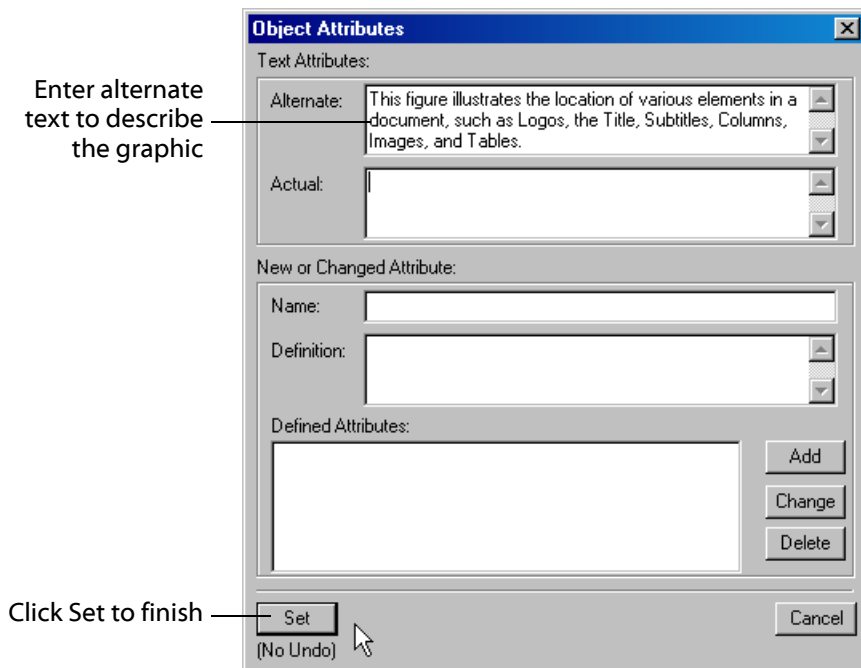 Object Attributes
Text Attributes:
Enter alternate
text to describe
the graphic
Alternate:
This figure illustrates the location of various elements in a
document, such as Logos, the Title, Subtitles, Columns,
Images, and Tables.
Actual:
New or Changed Attribute:
Name:
Definition:
Defined Attributes:
Add
Change
Delete
Click Set to finish
Set
Cancel
(No Undo)